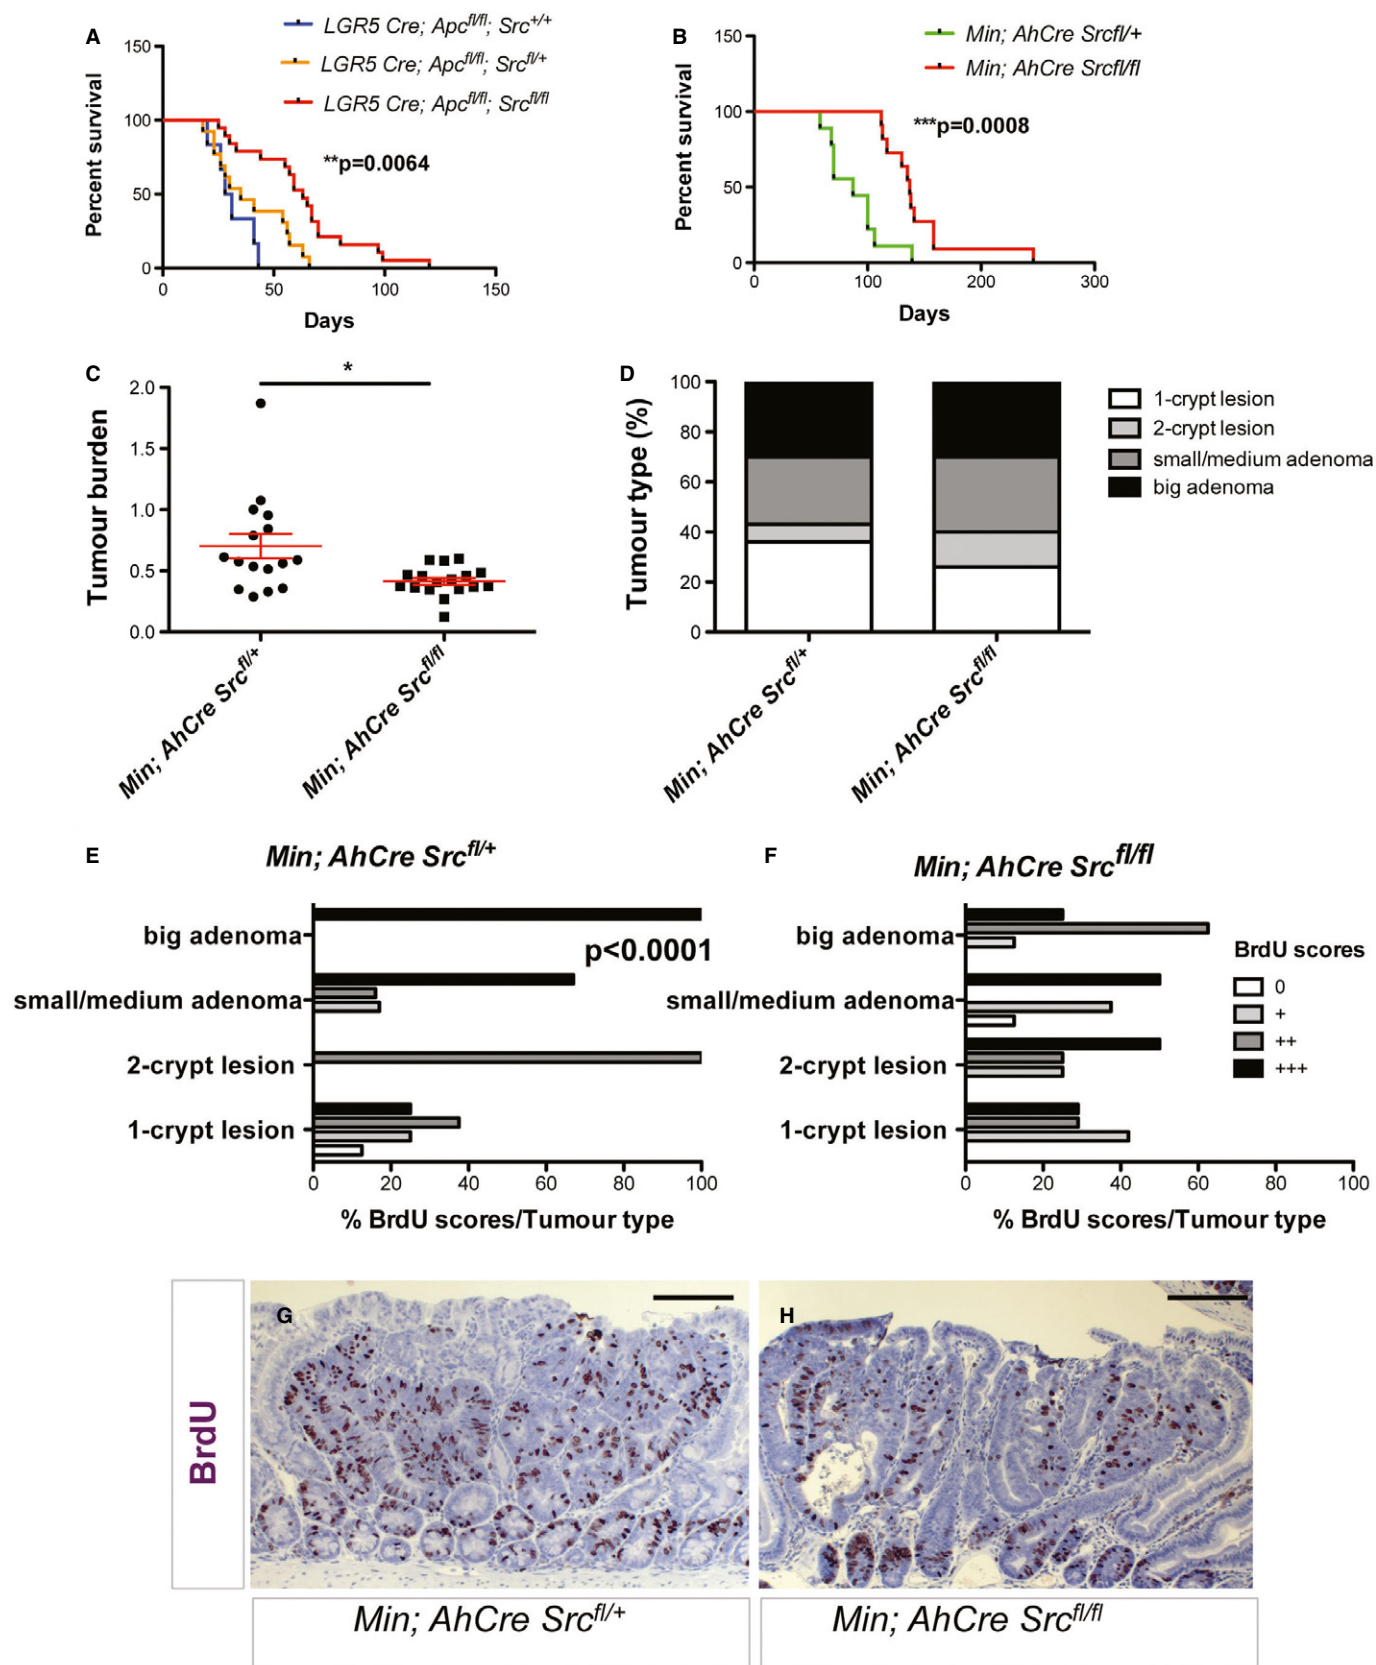 A
LGR5 Cre; Apcfl/fl; Src+/+
LGR5 Cre; Apcfl/fl; Srcfl/+
LGR5 Cre; Apcfl/fl; Srcfl/fl
Percent survival
150
100
50
0
**p=0.0064
0 50 100 150
Days
B
Min; AhCre Srcfl/+
Min; AhCre Srcfl/fl
Percent survival
150
100
50
0
***p=0.0008
0 100 200 300
Days
C
*
Tumour burden
2.0
1.5
1.0
0.5
0.0
Min; AhCre Srcfl/+
Min; AhCre Srcfl/fl
D
Tumour type (%)
100
80
60
40
20
0
Min; AhCre Srcfl/+
Min; AhCre Srcfl/fl
1-crypt lesion
2-crypt lesion
small/medium adenoma
big adenoma
E
Min; AhCre Srcfl/+
big adenoma
p<0.0001
small/medium adenoma
2-crypt lesion
1-crypt lesion
0 20 40 60 80 100
% BrdU scores/Tumour type
F
Min; AhCre Srcfl/fl
big adenoma
small/medium adenoma
2-crypt lesion
1-crypt lesion
0 20 40 60 80 100
% BrdU scores/Tumour type
BrdU scores
0
+
++
+++
BrdU
G
H
Min; AhCre Srcfl/+
Min; AhCre Srcfl/fl